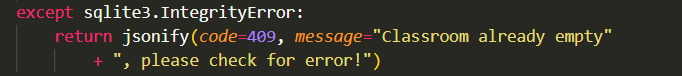 except sqlite3.IntegrityError:
return jsonify(code=409, message="Classroom already empty"
+ ", please check for error!")